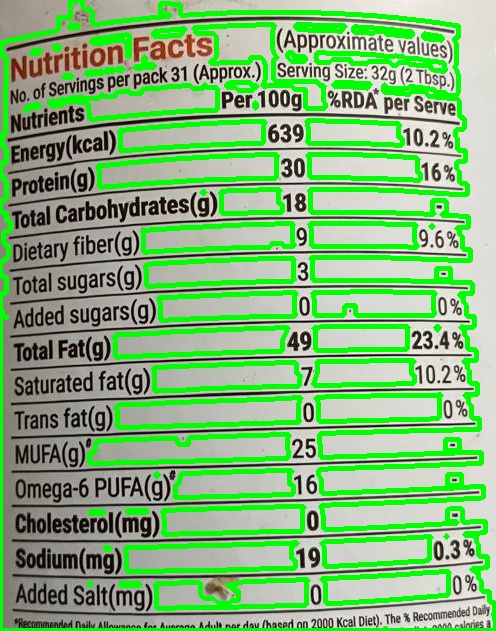 Nutrition Facts (Approximate values)
No. of Servings per pack 31 (Approx.) Serving Size: 32g (2 Tbsp.)
Nutrients Per 100g %RDA* per Serve
Energy(kcal) 639 10.2%
Protein(g) 30 16%
Total Carbohydrates(g) 18 -
Dietary fiber(g) 9 9.6%
Total sugars(g) 3 -
Added sugars(g) 0 0%
Total Fat(g) 49 23.4%
Saturated fat(g) 7 10.2%
Trans fat(g) 0 0%
MUFA(g)# 25 -
Omega-6 PUFA(g)# 16 -
Cholesterol(mg) 0 -
Sodium(mg) 19 0.3%
Added Salt(mg) 0 0%
*Recommended Daily Allowance for Average Adult per day (based on 2000 Kcal Diet). The % Recommended Daily